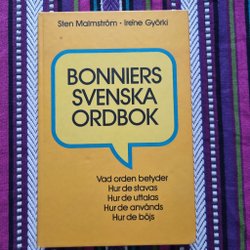 Sten Malmström · Irene Györki
BONNIERS
SVENSKA
ORDBOK
Vad orden betyder
Hur de stavas
Hur de uttalas
Hur de används
Hur de böjs